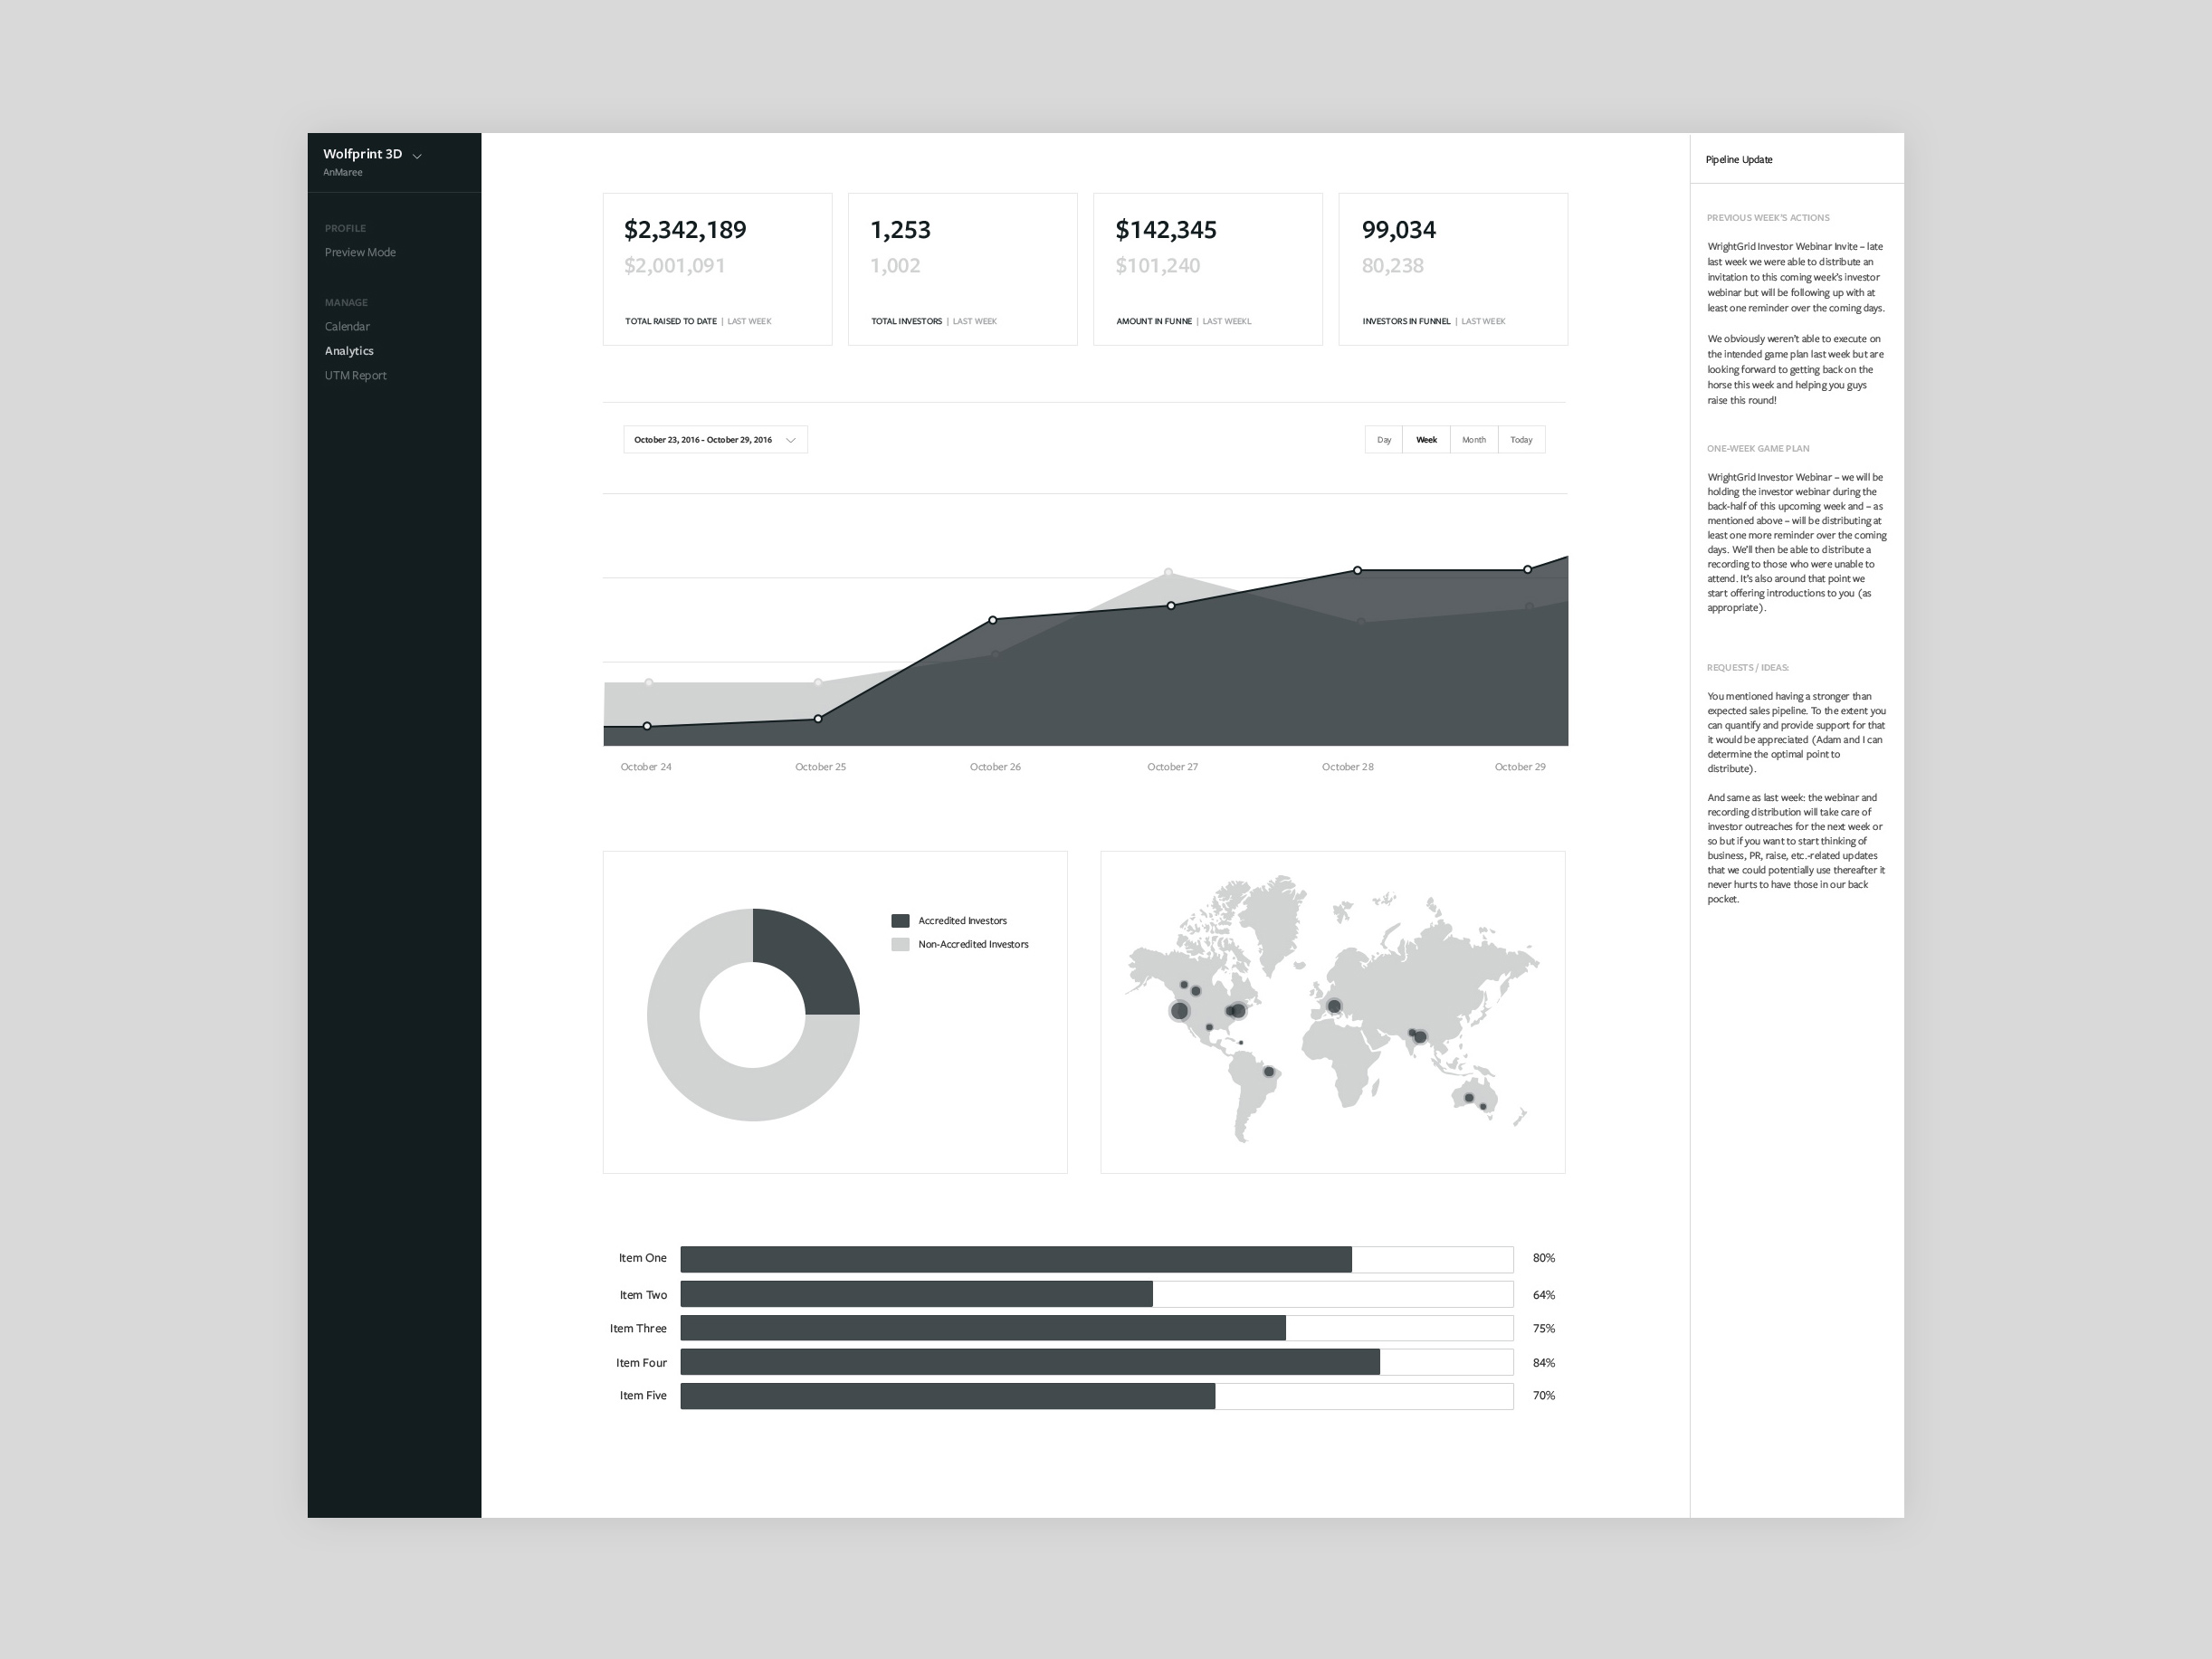 Wolfprint 3D
AnMaree
PROFILE
Preview Mode
MANAGE
Calendar
Analytics
UTM Report
$2,342,189
$2,001,091
TOTAL RAISED TO DATE | LAST WEEK
1,253
1,002
TOTAL INVESTORS | LAST WEEK
$142,345
$101,240
AMOUNT IN FUNNE | LAST WEEKL
99,034
80,238
INVESTORS IN FUNNEL | LAST WEEK
October 23, 2016 - October 29, 2016
Day Week Month Today
October 24 October 25 October 26 October 27 October 28 October 29
Accredited Investors
Non-Accredited Investors
Item One 80%
Item Two 64%
Item Three 75%
Item Four 84%
Item Five 70%
Pipeline Update
PREVIOUS WEEK'S ACTIONS
WrightGrid Investor Webinar Invite – late
last week we were able to distribute an
invitation to this coming week's investor
webinar but will be following up with at
least one reminder over the coming days.
We obviously weren't able to execute on
the intended game plan last week but are
looking forward to getting back on the
horse this week and helping you guys
raise this round!
ONE-WEEK GAME PLAN
WrightGrid Investor Webinar – we will be
holding the investor webinar during the
back-half of this upcoming week and – as
mentioned above – will be distributing at
least one more reminder over the coming
days. We'll then be able to distribute a
recording to those who were unable to
attend. It's also around that point we
start offering introductions to you (as
appropriate).
REQUESTS / IDEAS:
You mentioned having a stronger than
expected sales pipeline. To the extent you
can quantify and provide support for that
it would be appreciated (Adam and I can
determine the optimal point to
distribute).
And same as last week: the webinar and
recording distribution will take care of
investor outreaches for the next week or
so but if you want to start thinking of
business, PR, raise, etc.-related updates
that we could potentially use thereafter it
never hurts to have those in our back
pocket.